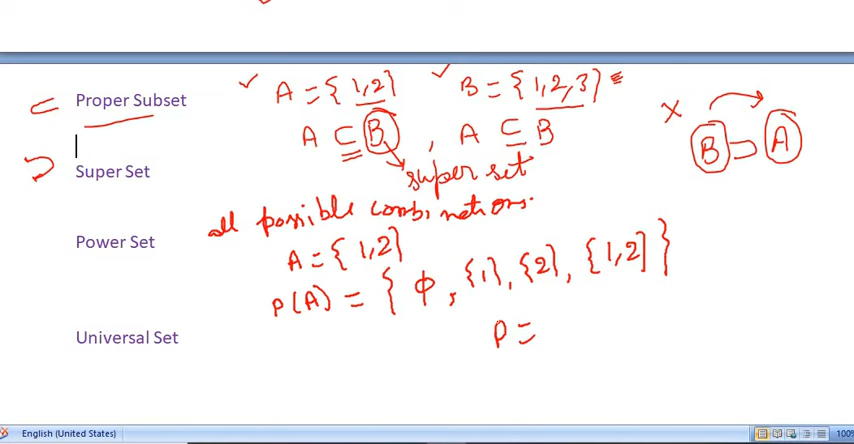 ⊂ Proper Subset ✓ A = {1,2} ✓ B = {1,2,3}
A ⊂ B , A ⊆ B
X B ⊃ A
⊃ Super Set super set
all possible combinations.
Power Set A = {1,2}
P(A) = { ϕ, {1}, {2}, {1,2] }
Universal Set P =
English (United States) 100%